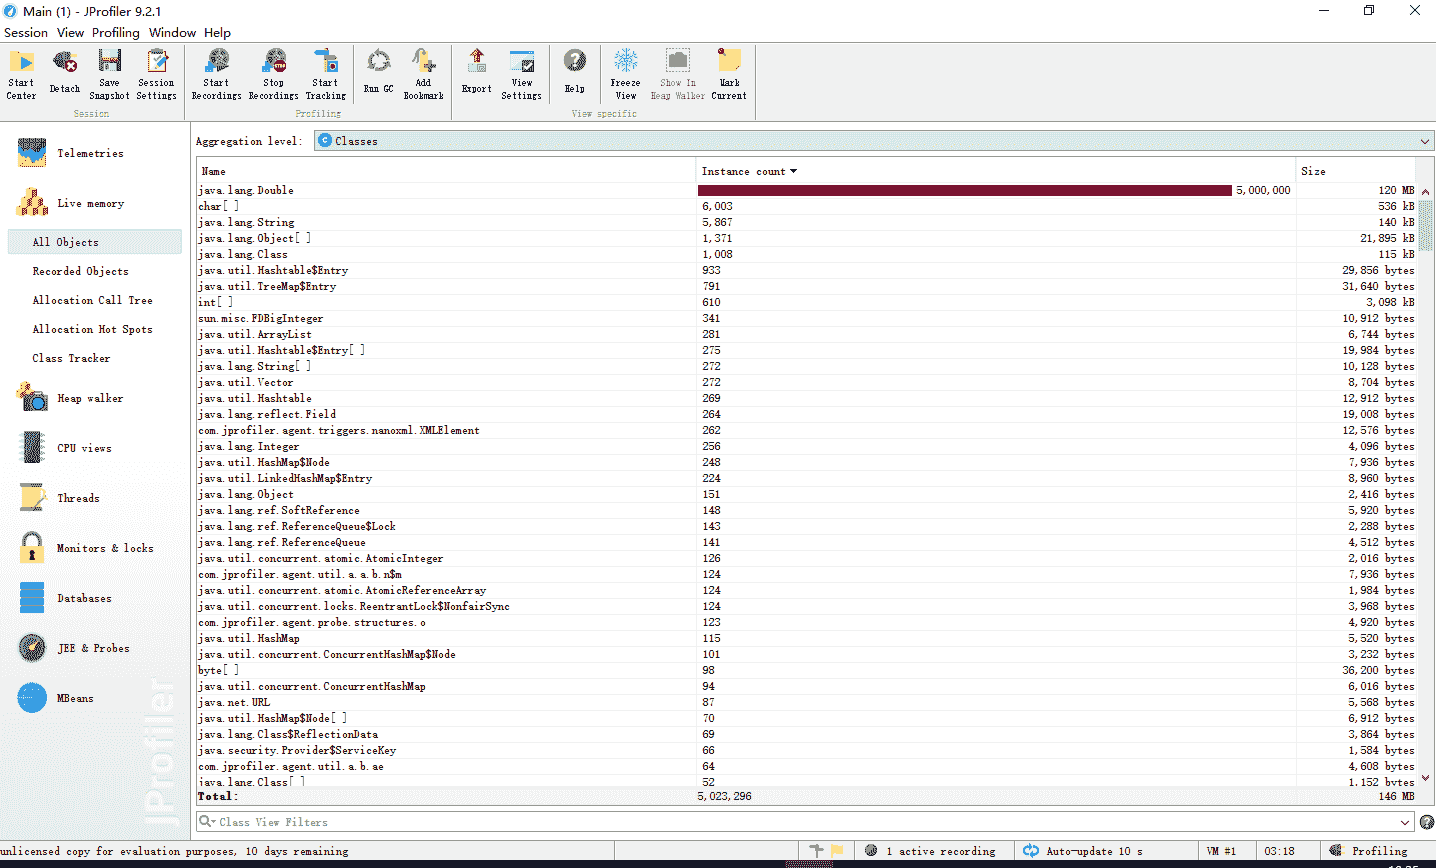 Main (1) - JProfiler 9.2.1
Session View Profiling Window Help
Start Center
Detach
Save Snapshot
Session Settings
Start Recordings
Stop Recordings
Start Tracking
Run GC
Add Bookmark
Export
View Settings
Help
Freeze View
Show In Heap Walker
Mark Current
Session
Profiling
View specific
Telemetries
Live memory
All Objects
Recorded Objects
Allocation Call Tree
Allocation Hot Spots
Class Tracker
Heap walker
CPU views
Threads
Monitors & locks
Databases
JEE & Probes
MBeans
JProfiler
Aggregation level: Classes
Name Instance count Size
java.lang.Double 5,000,000 120 MB
char[ ] 6,003 536 kB
java.lang.String 5,867 140 kB
java.lang.Object[ ] 1,371 21,895 kB
java.lang.Class 1,008 115 kB
java.util.Hashtable$Entry 933 29,856 bytes
java.util.TreeMap$Entry 791 31,640 bytes
int[ ] 610 3,098 kB
sun.misc.FDBigInteger 341 10,912 bytes
java.util.ArrayList 281 6,744 bytes
java.util.Hashtable$Entry[ ] 275 19,984 bytes
java.lang.String[ ] 272 10,128 bytes
java.util.Vector 272 8,704 bytes
java.util.Hashtable 269 12,912 bytes
java.lang.reflect.Field 264 19,008 bytes
com.jprofiler.agent.triggers.nanoxml.XMLElement 262 12,576 bytes
java.lang.Integer 256 4,096 bytes
java.util.HashMap$Node 248 7,936 bytes
java.util.LinkedHashMap$Entry 224 8,960 bytes
java.lang.Object 151 2,416 bytes
java.lang.ref.SoftReference 148 5,920 bytes
java.lang.ref.ReferenceQueue$Lock 143 2,288 bytes
java.lang.ref.ReferenceQueue 141 4,512 bytes
java.util.concurrent.atomic.AtomicInteger 126 2,016 bytes
com.jprofiler.agent.util.a.a.b.n$m 124 7,936 bytes
java.util.concurrent.atomic.AtomicReferenceArray 124 1,984 bytes
java.util.concurrent.locks.ReentrantLock$NonfairSync 124 3,968 bytes
com.jprofiler.agent.probe.structures.o 123 4,920 bytes
java.util.HashMap 115 5,520 bytes
java.util.concurrent.ConcurrentHashMap$Node 101 3,232 bytes
byte[ ] 98 36,200 bytes
java.util.concurrent.ConcurrentHashMap 94 6,016 bytes
java.net.URL 87 5,568 bytes
java.util.HashMap$Node[ ] 70 6,912 bytes
java.lang.Class$ReflectionData 69 3,864 bytes
java.security.Provider$ServiceKey 66 1,584 bytes
com.jprofiler.agent.util.a.b.ae 64 4,608 bytes
java.lang.Class[ ] 52 1,152 bytes
Total: 5,023,296 146 MB
Class View Filters
unlicensed copy for evaluation purposes, 10 days remaining
1 active recording
Auto-update 10 s
VM #1
03:18
Profiling